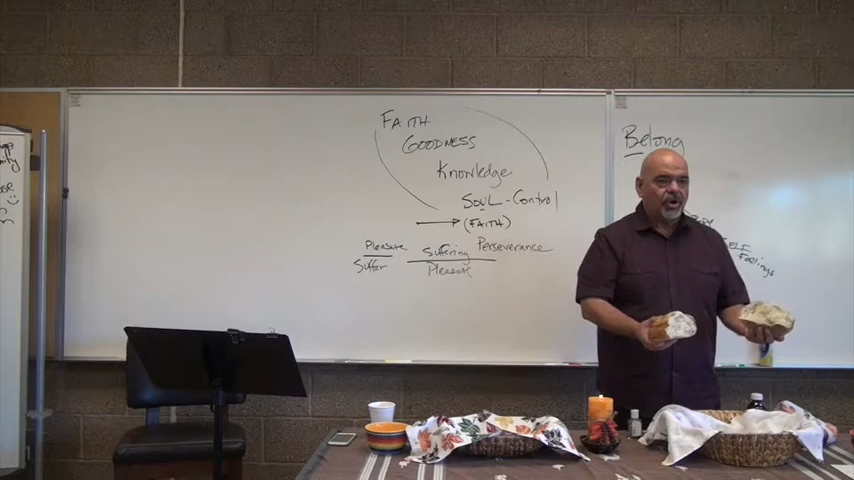 FAITH
GOODNESS
Knowledge
SOUL-Control
→ (FAITH)
Perseverance
Pleasure
Suffer
Suffering
Pleasure
Belong
Feelings